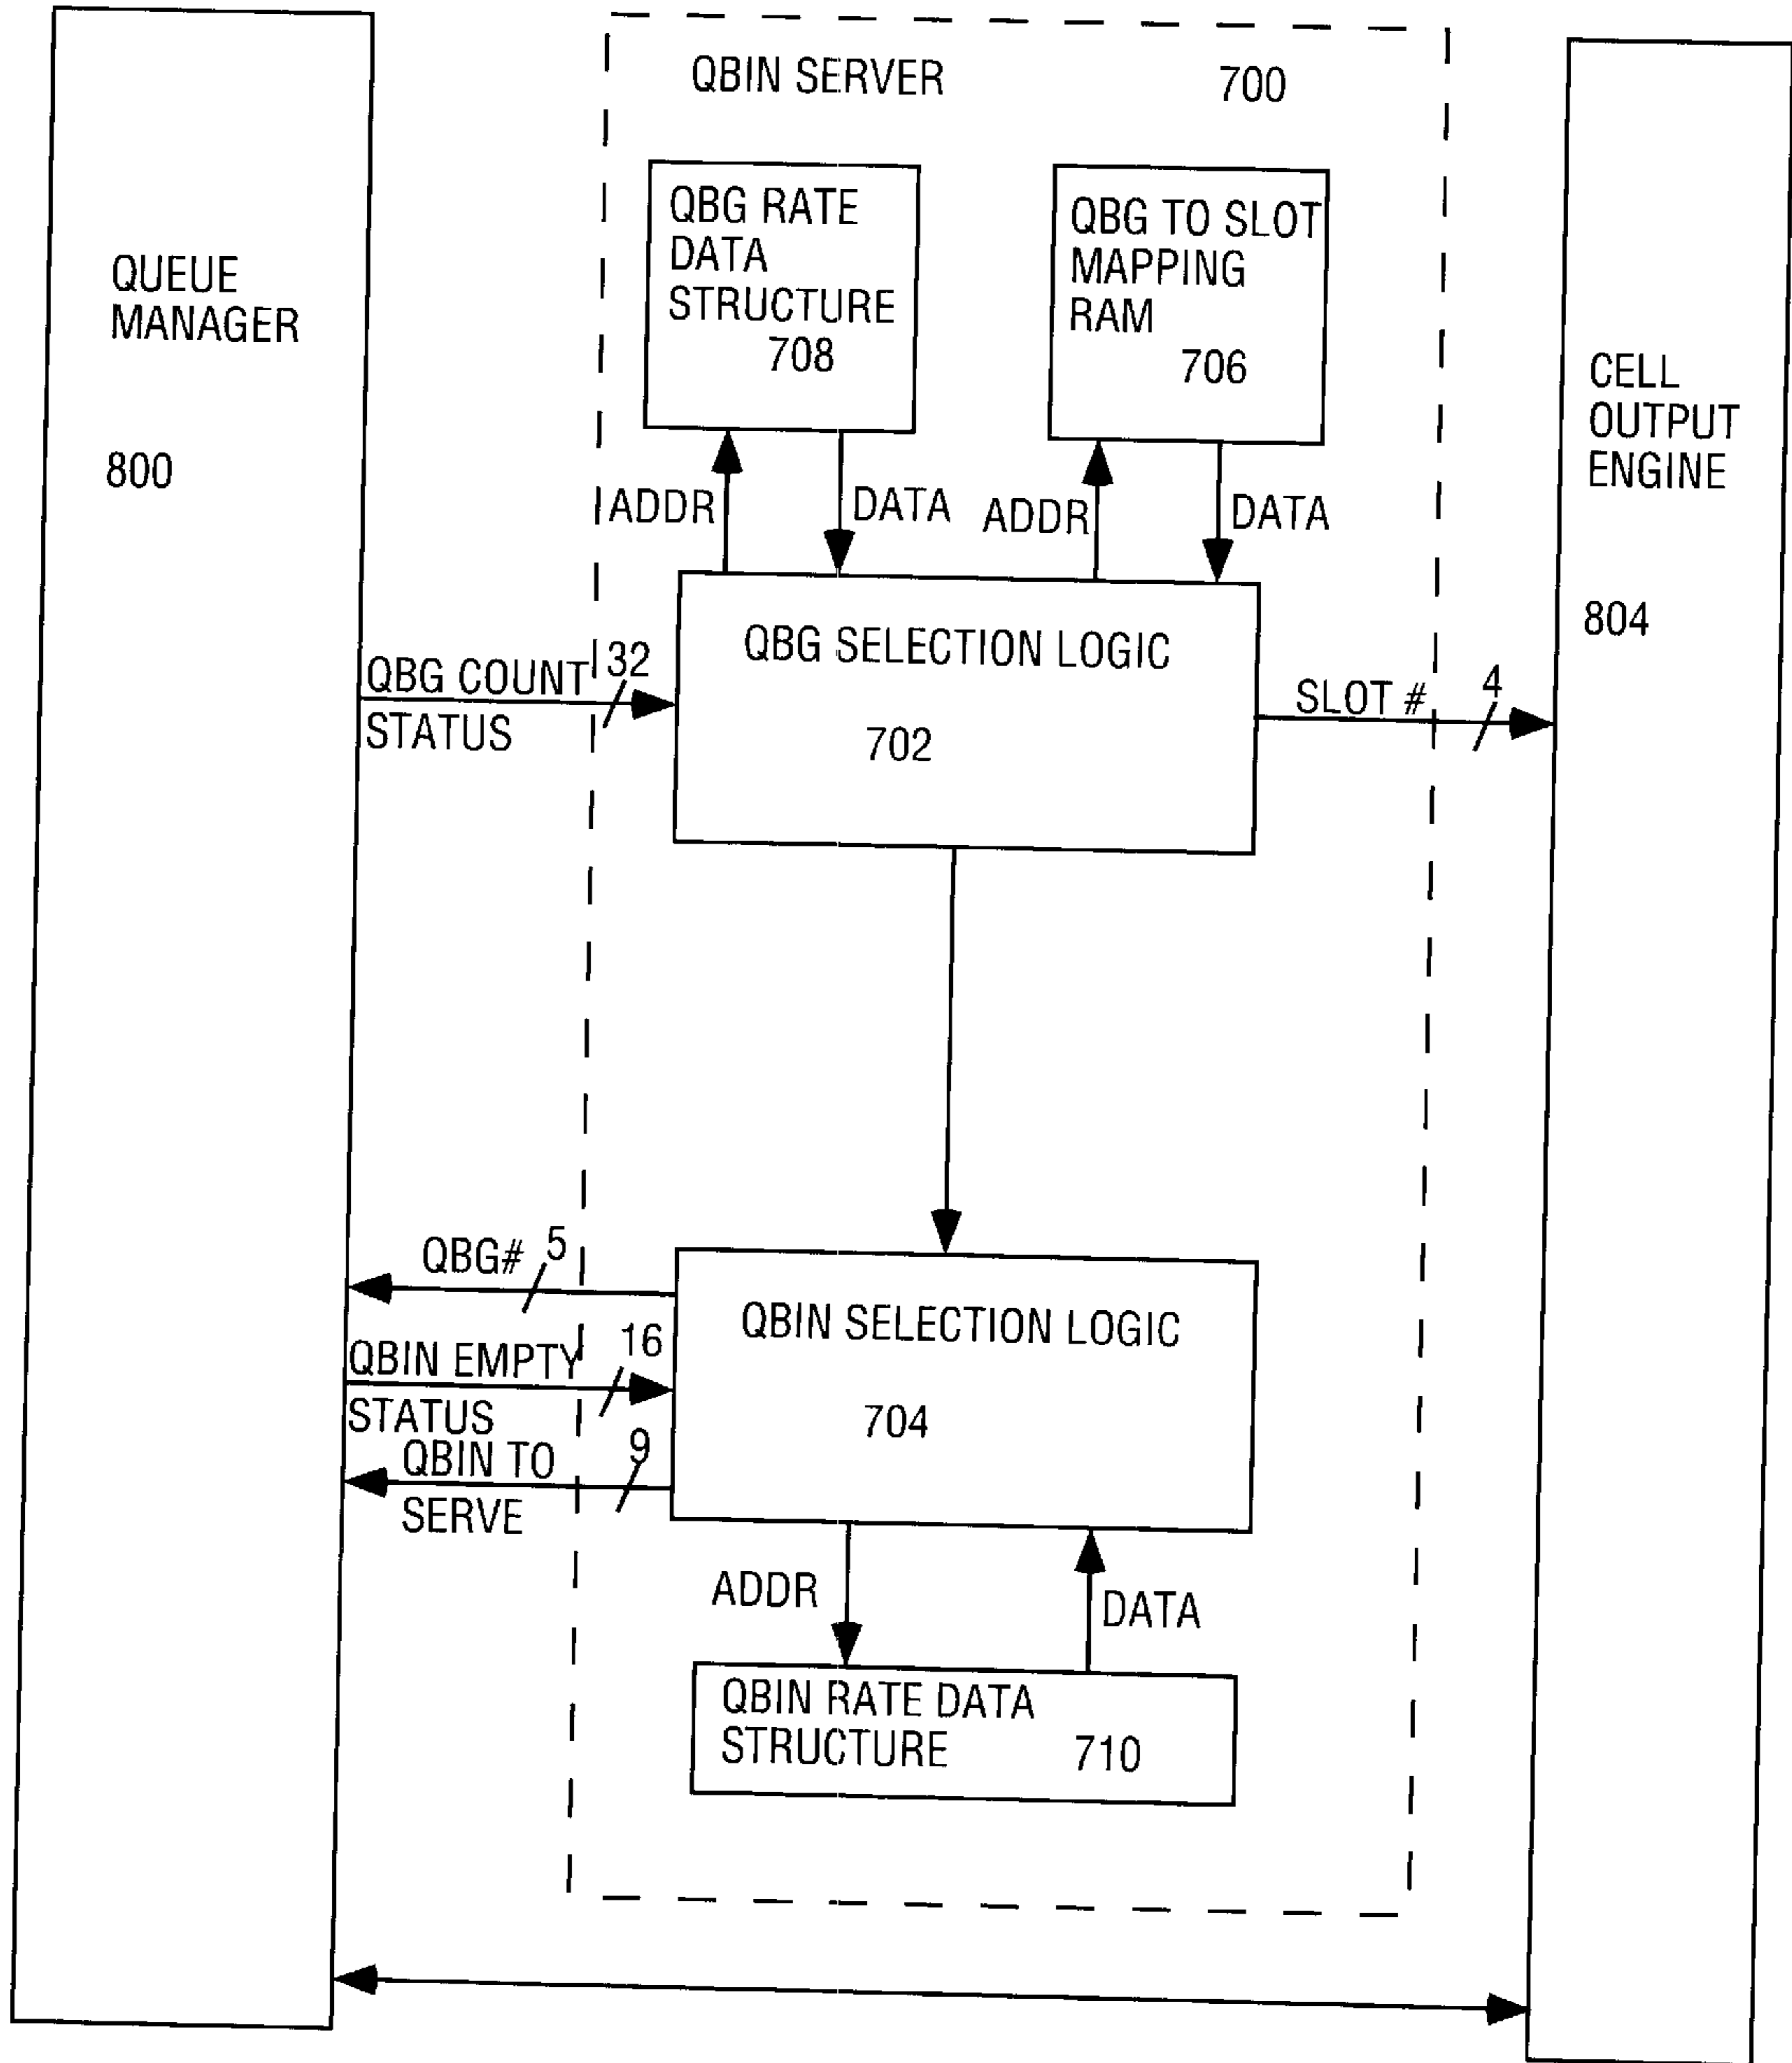 QBIN SERVER
700
QUEUE
MANAGER
800
QBG RATE
DATA
STRUCTURE
708
QBG TO SLOT
MAPPING
RAM
706
CELL
OUTPUT
ENGINE
804
ADDR
DATA
ADDR
DATA
QBG COUNT
STATUS
32
QBG SELECTION LOGIC
702
SLOT #
4
QBG#
5
QBIN EMPTY
STATUS
16
QBIN TO
SERVE
9
QBIN SELECTION LOGIC
704
ADDR
DATA
QBIN RATE DATA
STRUCTURE
710